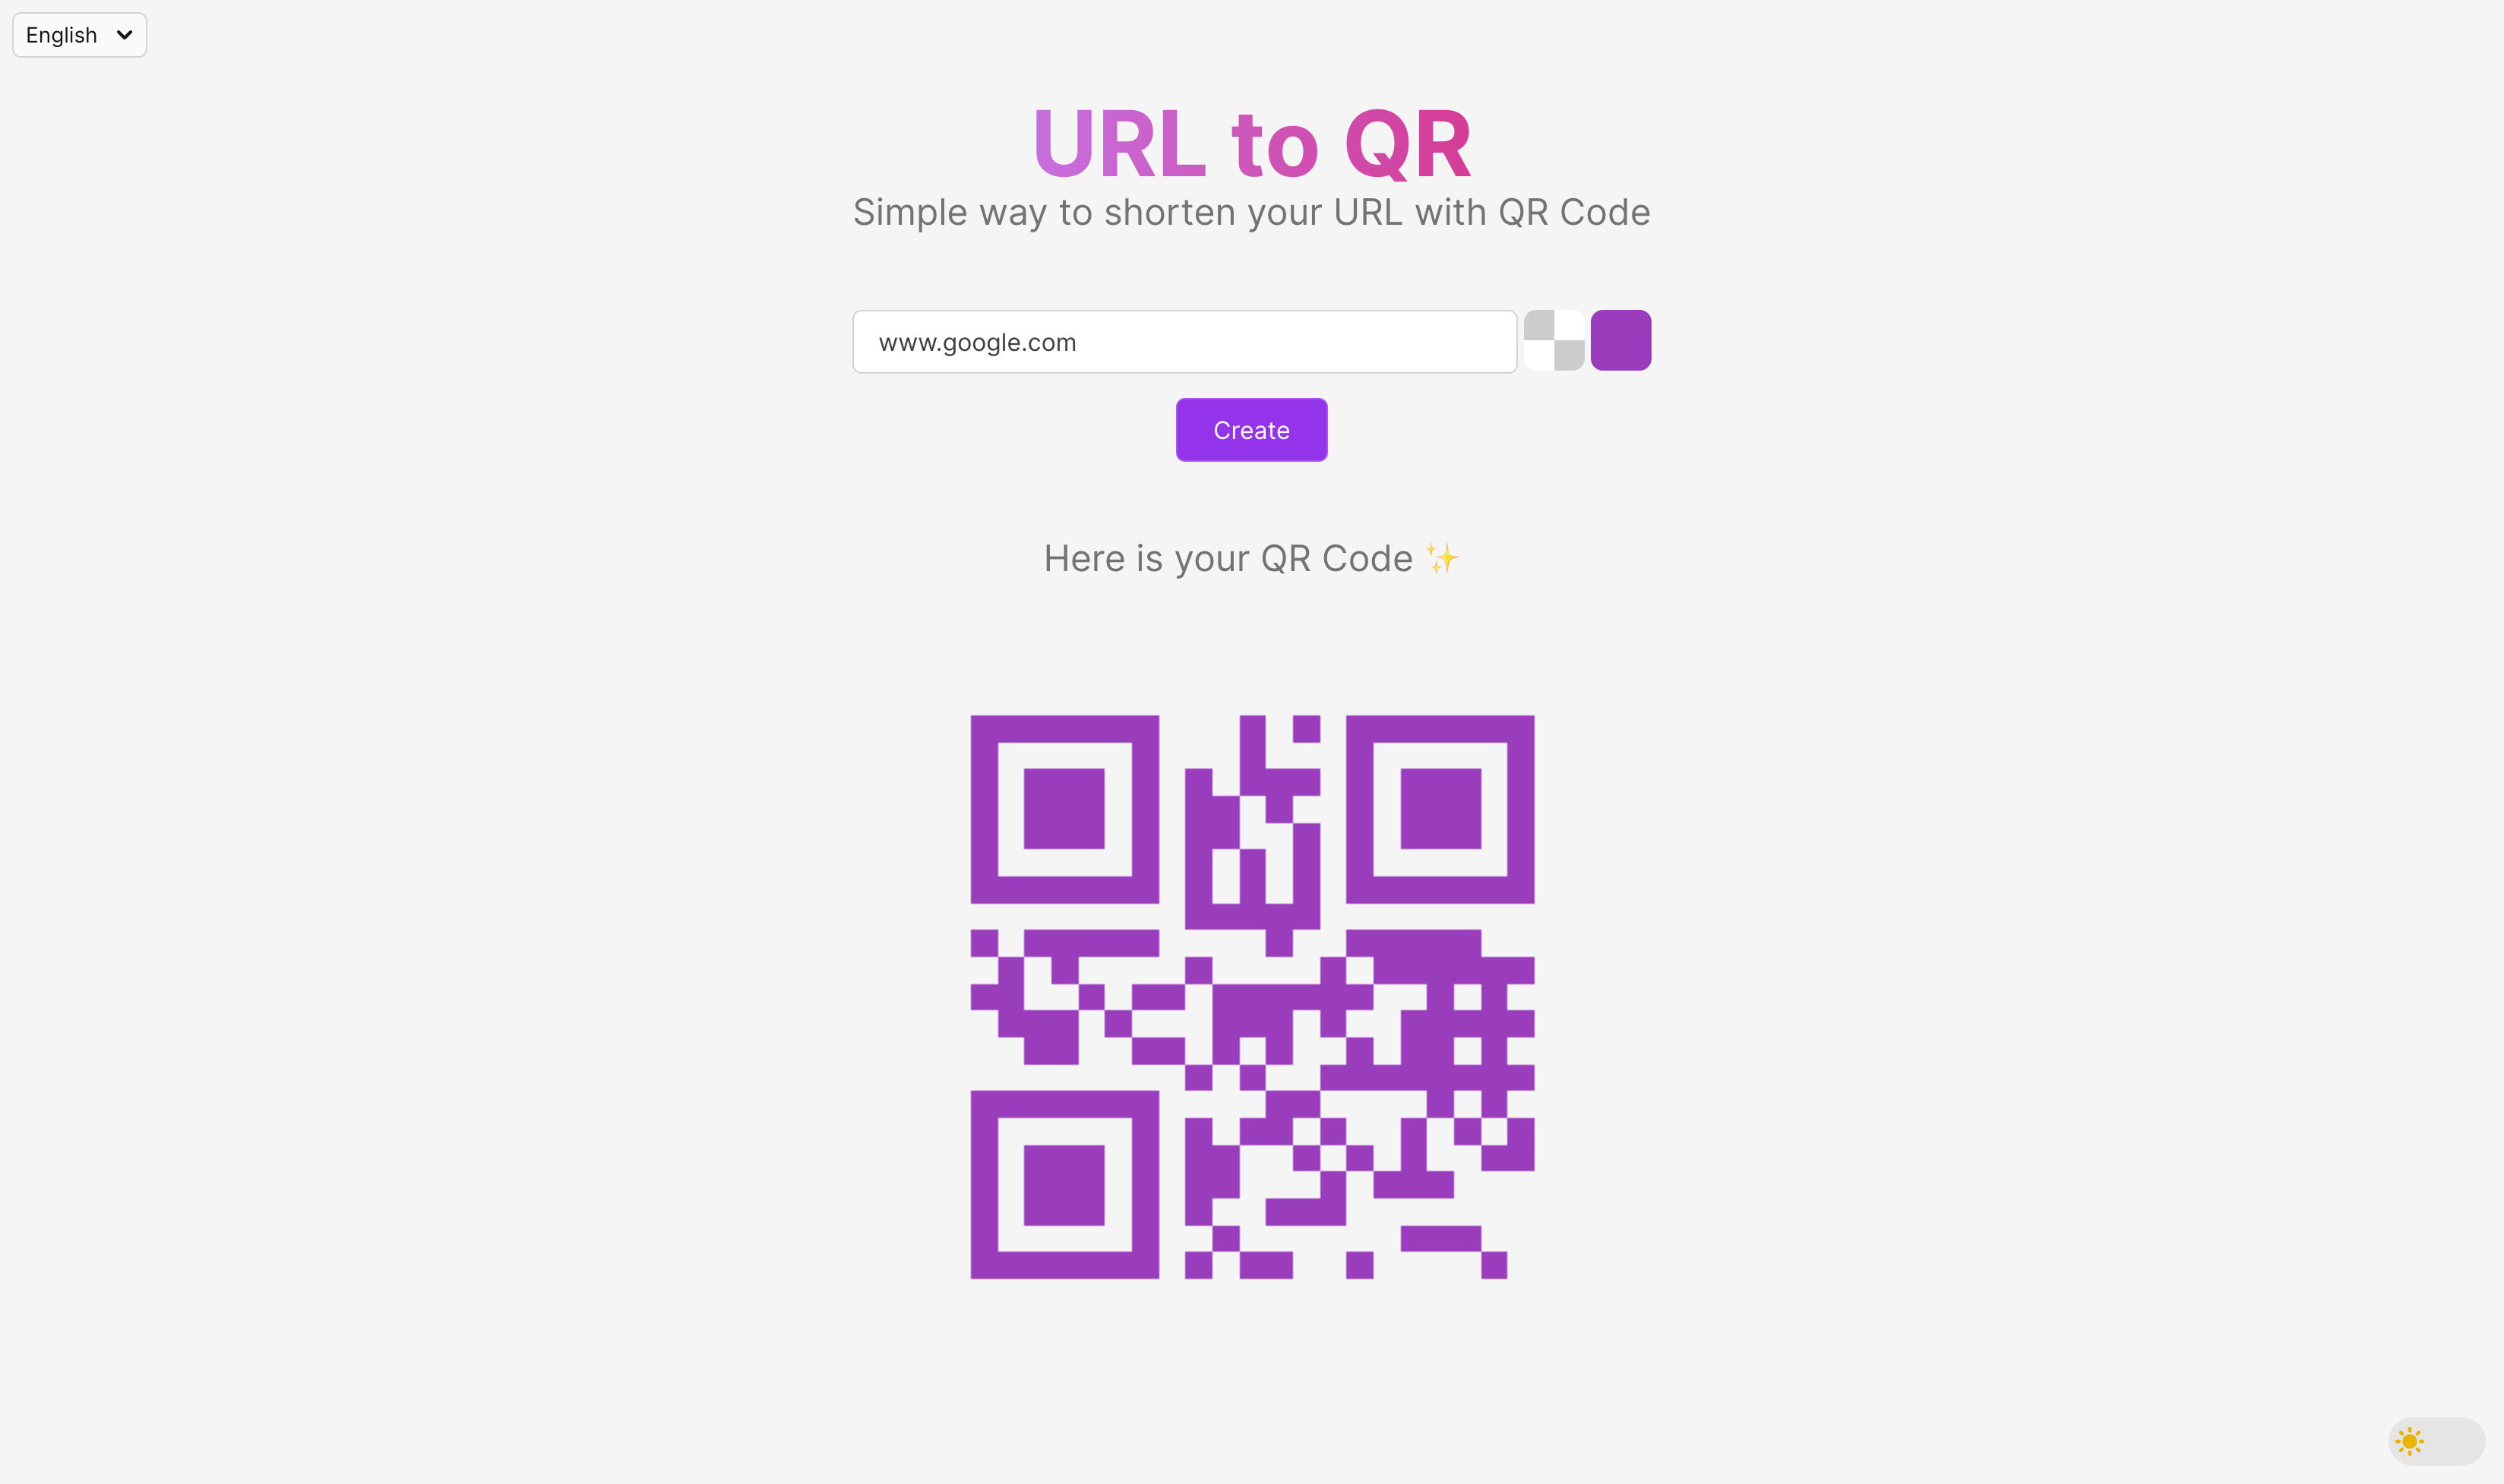 English
URL to QR
Simple way to shorten your URL with QR Code
www.google.com
Create
Here is your QR Code ✨